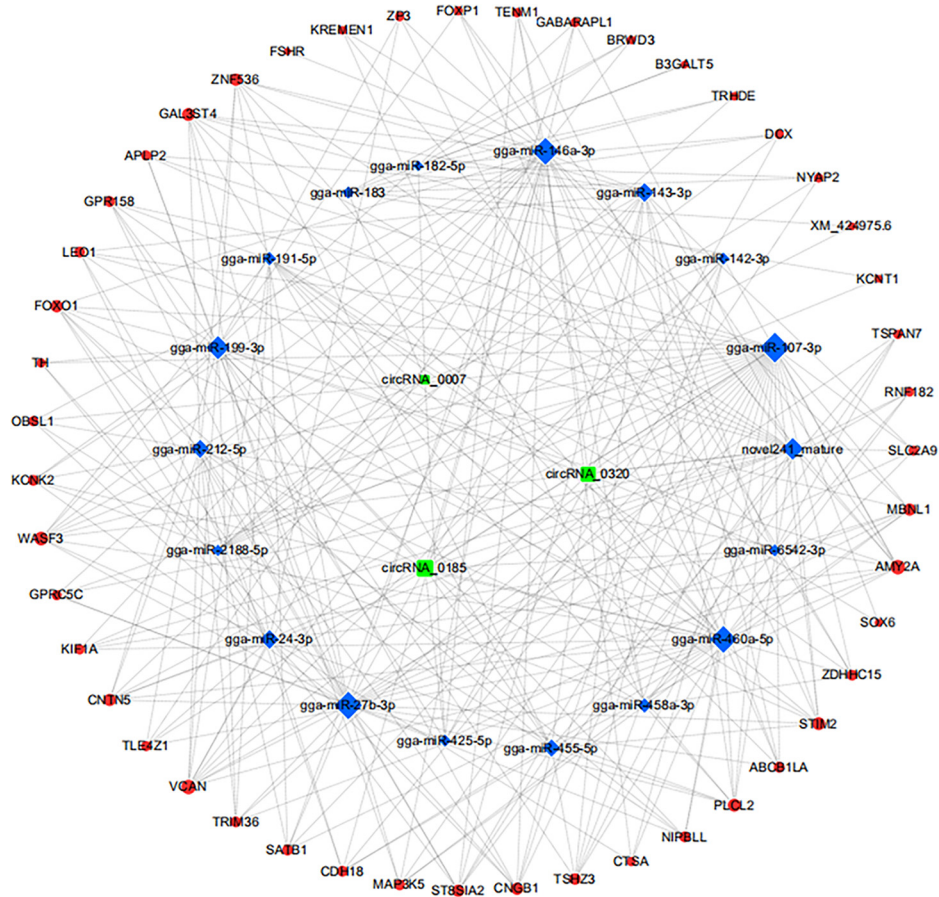 FOXP1
TENM1
ZP3
GABARAPL1
KREMEN1
BRWD3
FSHR
B3GALT5
ZNF536
TRHDE
GAL3ST4
DCX
gga-miR-146a-3p
APLP2
gga-miR-182-5p
NYAP2
gga-miR-183
gga-miR-143-3p
GPR158
XM_424975.6
LEO1
gga-miR-191-5p
gga-miR-142-3p
KCNT1
FOXO1
TSPAN7
gga-miR-199-3p
gga-miR-107-3p
TH
circRNA_0007
RNF182
OBSL1
gga-miR-212-5p
novel241_mature
SLC2A9
KCNK2
circRNA_0320
MBNL1
WASF3
gga-miR-2188-5p
gga-miR-6542-3p
circRNA_0185
AMY2A
GPRC5C
SOX6
gga-miR-24-3p
gga-miR-460a-5p
KIF1A
ZDHHC15
CNTN5
gga-miR-27b-3p
gga-miR-458a-3p
STIM2
TLE4Z1
gga-miR-425-5p
gga-miR-455-5p
ABCB1LA
VCAN
PLCL2
TRIM36
NIPBLL
SATB1
CTSA
CDH18
TSHZ3
MAP3K5
ST8SIA2
CNGB1